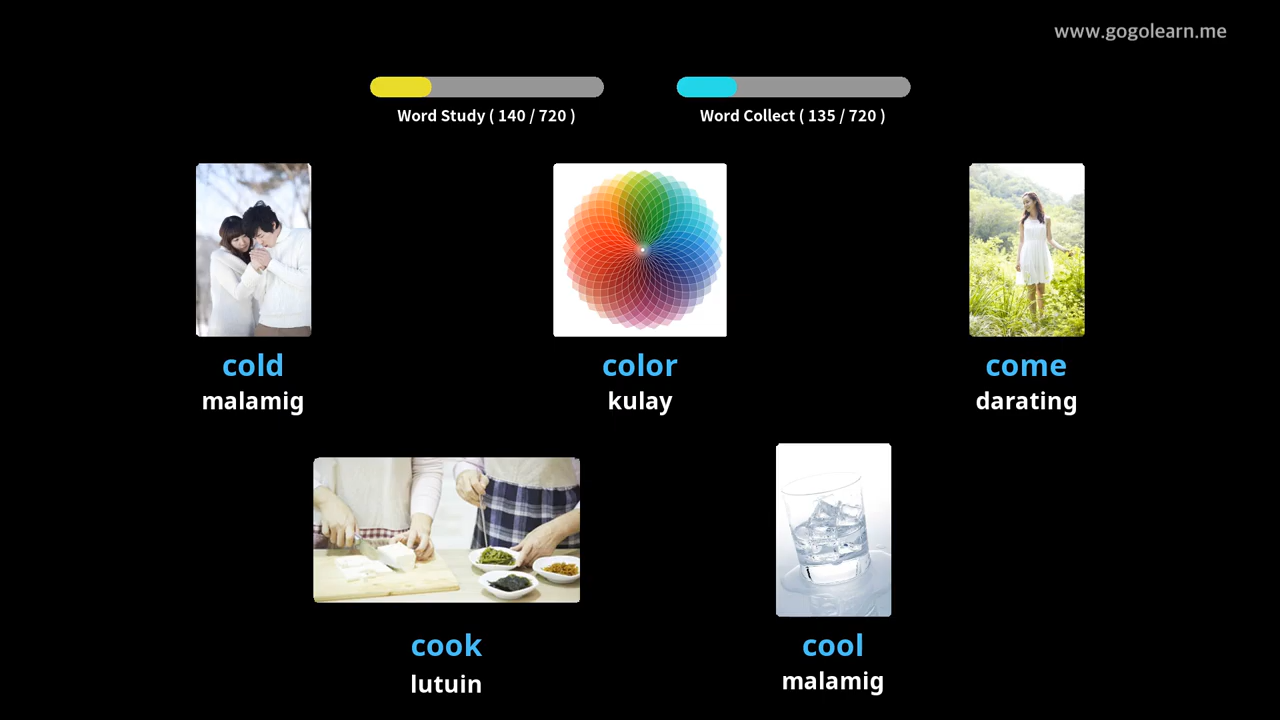 www.gogolearn.me
Word Study ( 140 / 720 )
Word Collect ( 135 / 720 )
cold
malamig
color
kulay
come
darating
cook
lutuin
cool
malamig